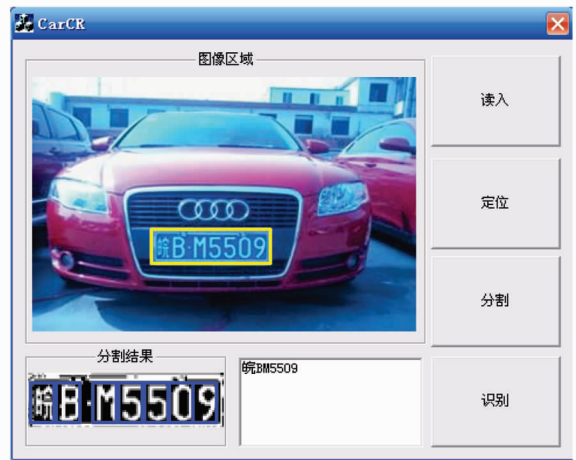 CarCR
图像区域
皖B·M5509
读入
定位
分割
识别
分割结果
皖B·M5509
皖BM5509